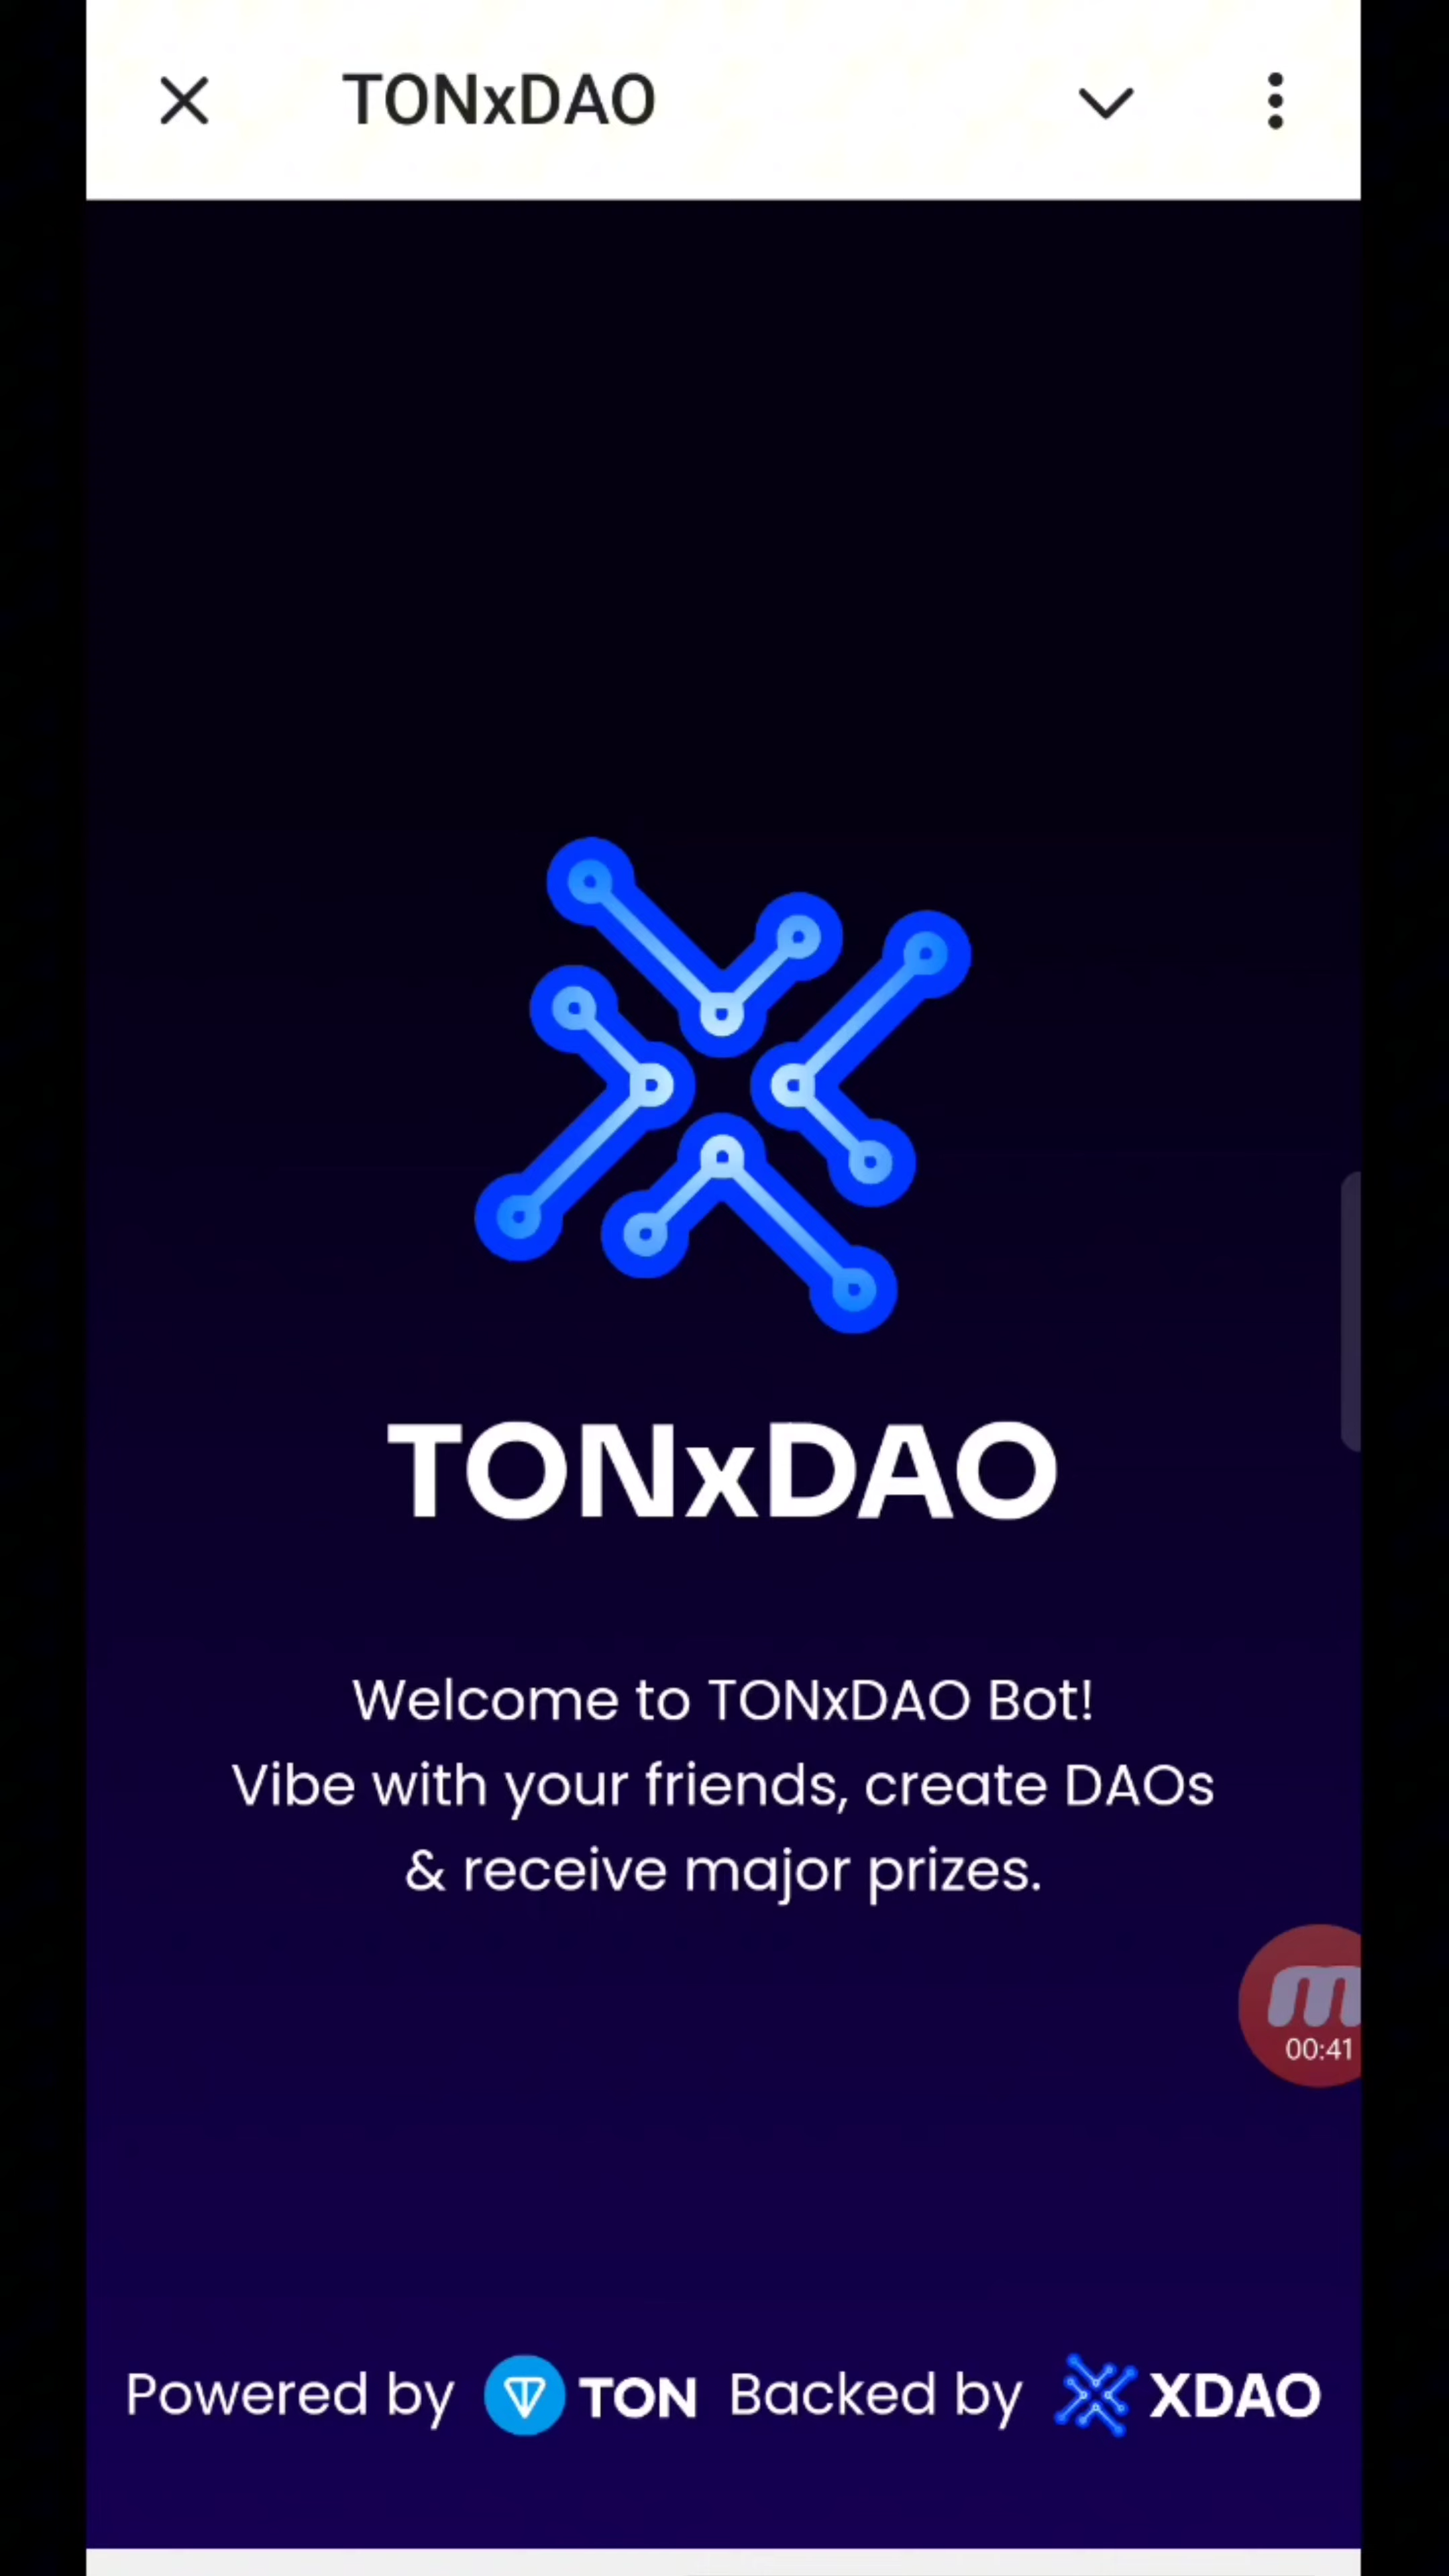 TONxDAO
TONxDAO
Welcome to TONxDAO Bot!
Vibe with your friends, create DAOs
& receive major prizes.
00:41
Powered by TON Backed by XDAO